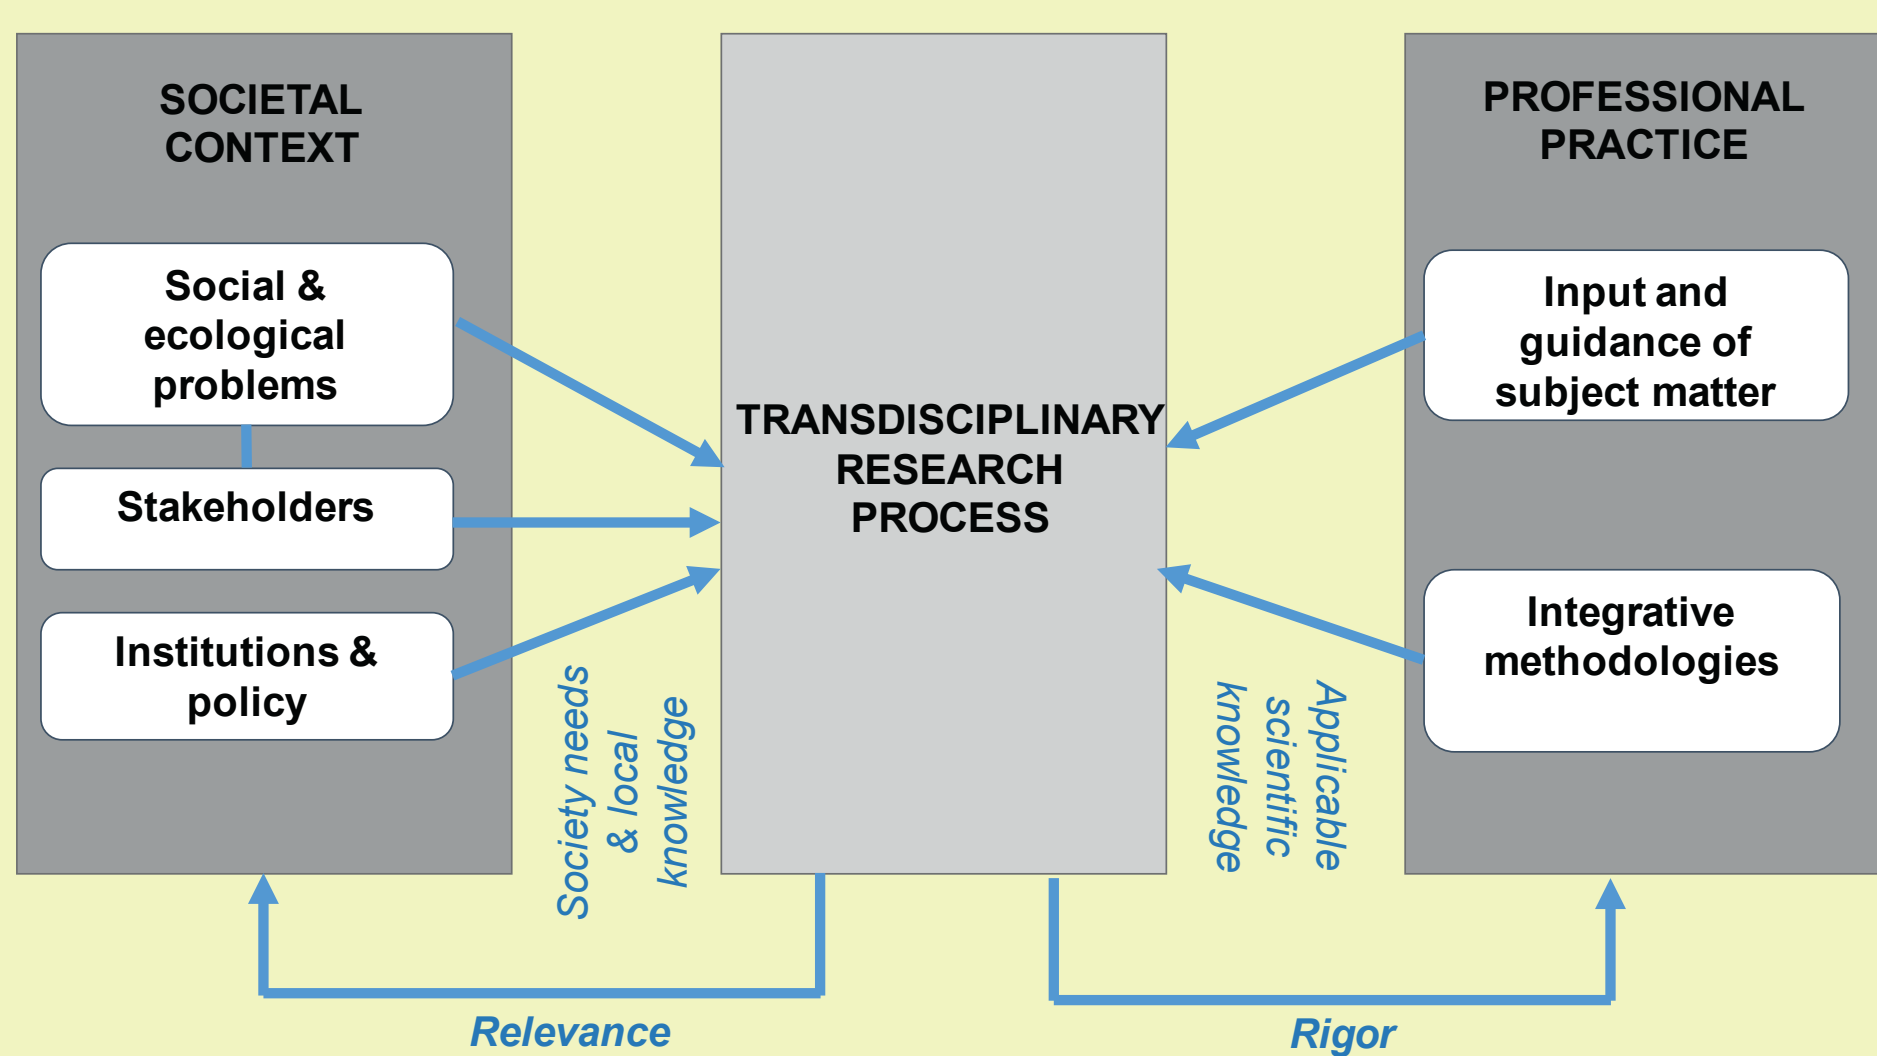 SOCIETAL
CONTEXT
Social &
ecological
problems
Stakeholders
Institutions &
policy
Society needs
& local
knowledge
TRANSDISCIPLINARY
RESEARCH
PROCESS
Applicable
scientific
knowledge
PROFESSIONAL
PRACTICE
Input and
guidance of
subject matter
Integrative
methodologies
Relevance
Rigor